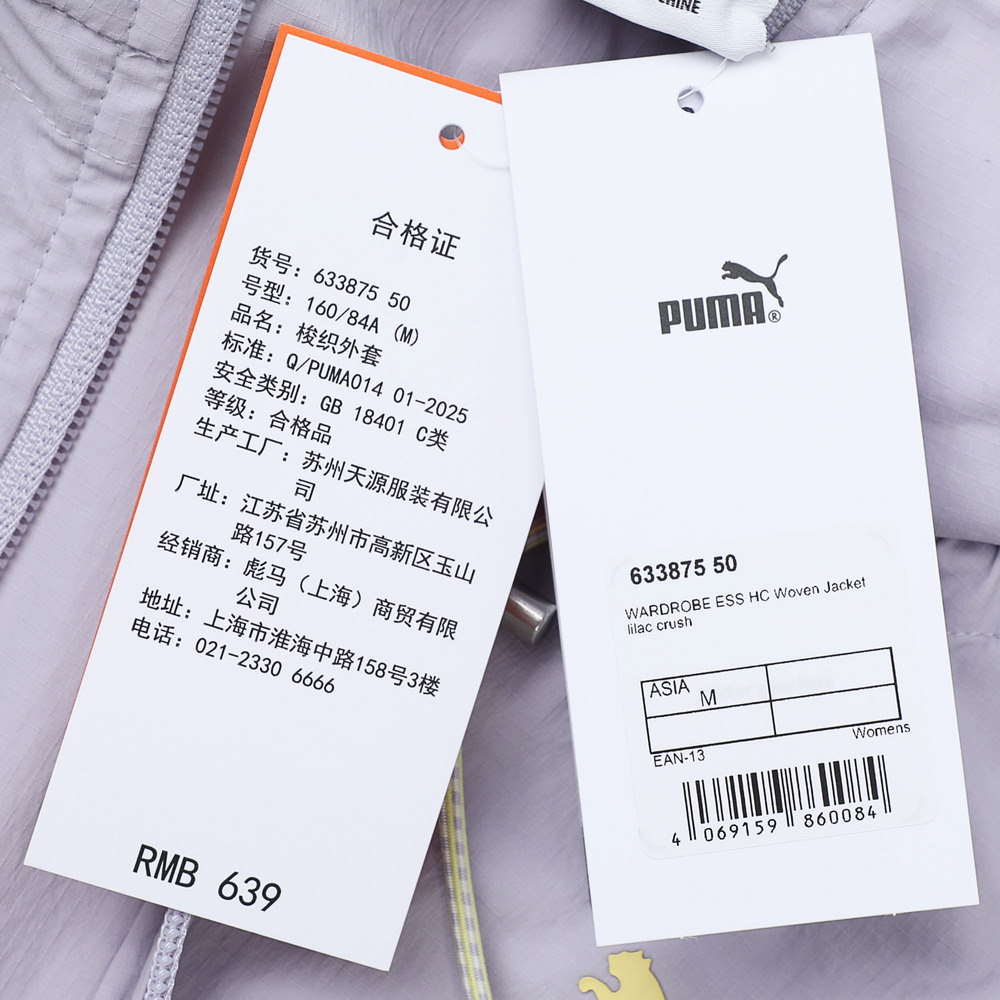 CHINE
合格证
货号: 633875 50
号型: 160/84A (M)
品名: 梭织外套
标准: Q/PUMA014 01-2025
安全类别: GB 18401 C类
等级: 合格品
生产工厂: 苏州天源服装有限公
司
厂址: 江苏省苏州市高新区玉山
路157号
经销商: 彪马（上海）商贸有限
公司
地址: 上海市淮海中路158号3楼
电话: 021-2330 6666
RMB 639
PUMA®
633875 50
WARDROBE ESS HC Woven Jacket
lilac crush
ASIA M
Womens
EAN-13
4 069159 860084